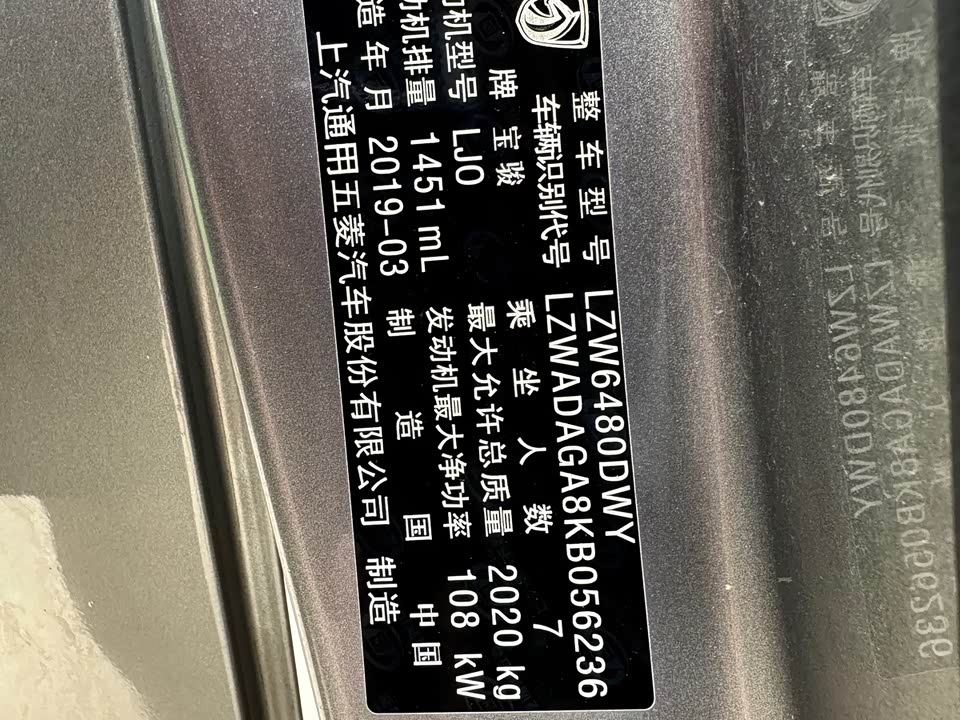 整车型号 LZW6480DWY
车辆识别代号 LZWADAGA8KB056236
牌 宝骏 乘坐人数 7
机型号 LJO 最大允许总质量 2020 kg
动机排量 1451 mL 发动机最大净功率 108 kW
造年月 2019-03 制造国 中国
上汽通用五菱汽车股份有限公司 制造